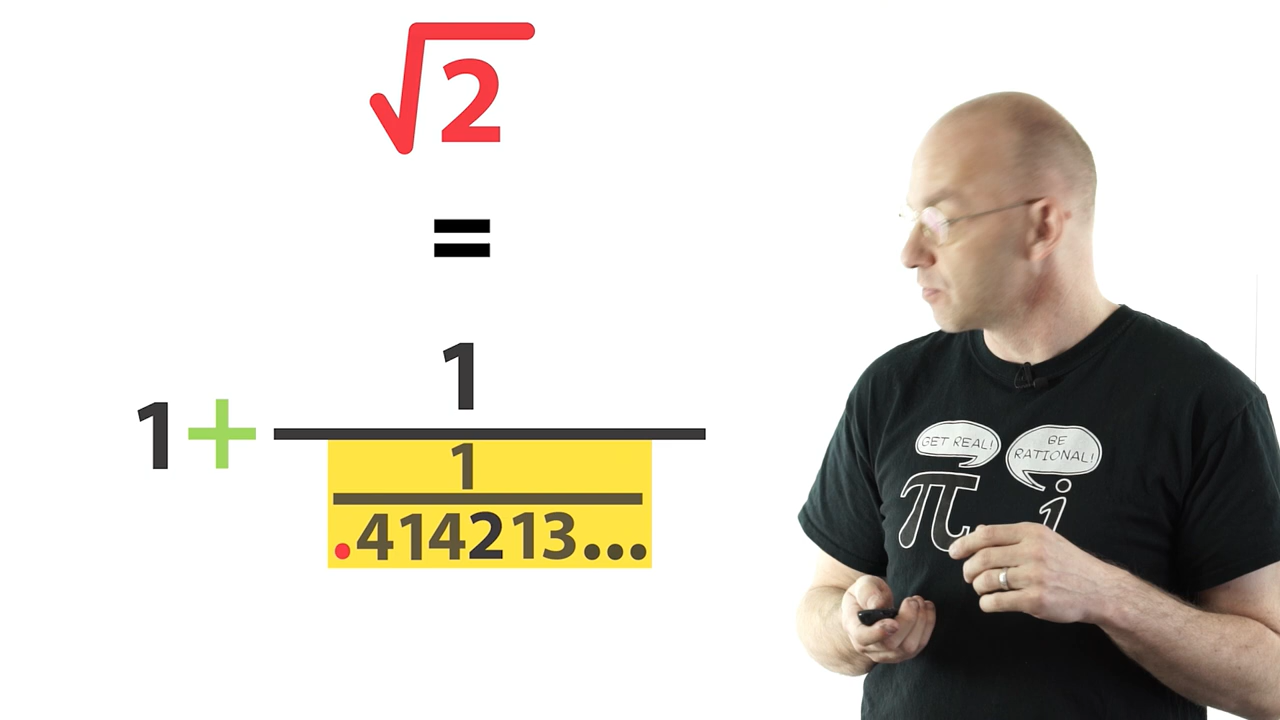 √2
=
1
1+
1
.414213...
GET REAL!
BE
RATIONAL!
π
i